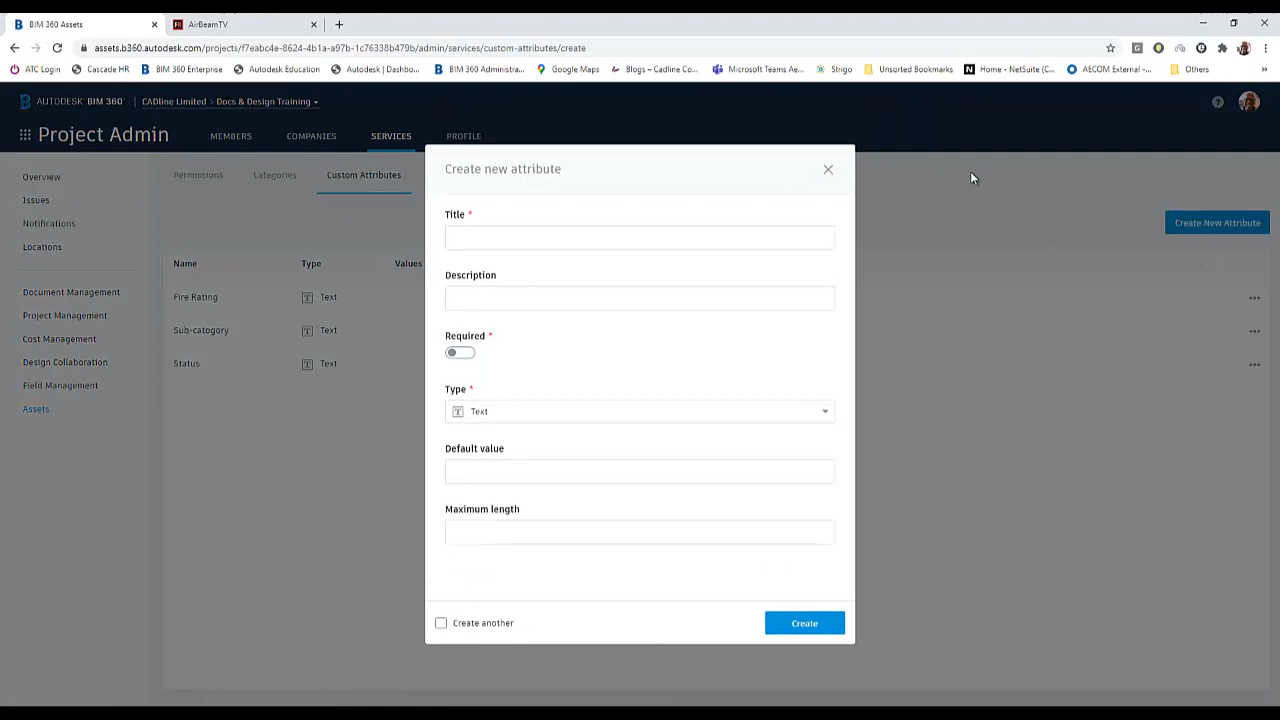 BIM 360 Assets
AirBeamTV
assets.b360.autodesk.com/projects/f7eabc4e-8624-4b1a-a97b-1c76338b479b/admin/services/custom-attributes/create
ATC Login Cascade HR BIM 360 Enterprise Autodesk Education Autodesk | Dashbo... BIM 360 Administra... Google Maps Blogs – Cadline Co... Microsoft Teams Ae... Strigo Unsorted Bookmarks Home - NetSuite (C... AECOM External -... Others
AUTODESK® BIM 360° CADline Limited > Docs & Design Training
Project Admin MEMBERS COMPANIES SERVICES PROFILE
Overview
Issues
Notifications
Locations
Document Management
Project Management
Cost Management
Design Collaboration
Field Management
Assets
Permissions Categories Custom Attributes
Create New Attribute
Name Type Values
Fire Rating Text
Sub-catogory Text
Status Text
Create new attribute
Title *
Description
Required *
Type *
Text
Default value
Maximum length
Create another Create